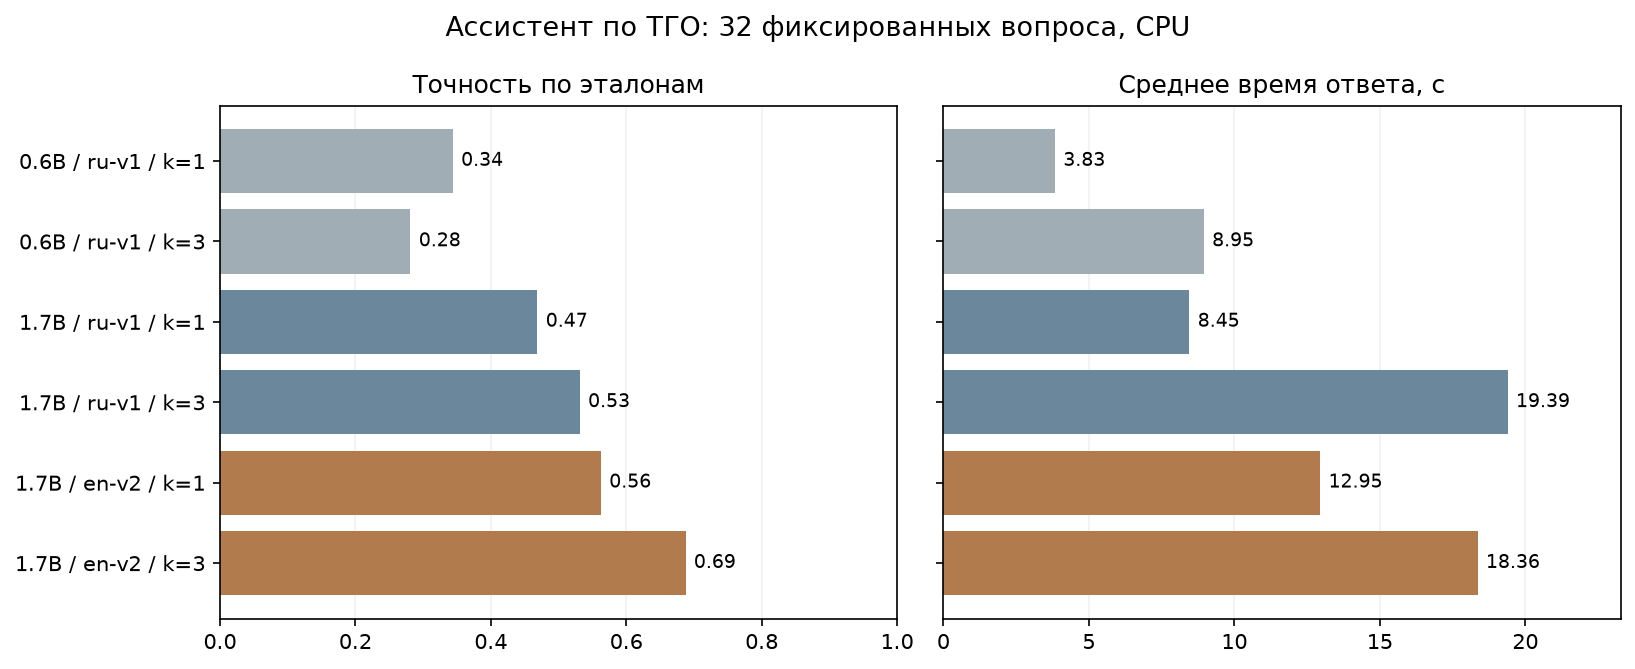 Ассистент по ТГО: 32 фиксированных вопроса, CPU
Точность по эталонам
0.6B / ru-v1 / k=1
0.34
0.6B / ru-v1 / k=3
0.28
1.7B / ru-v1 / k=1
0.47
1.7B / ru-v1 / k=3
0.53
1.7B / en-v2 / k=1
0.56
1.7B / en-v2 / k=3
0.69
0.0 0.2 0.4 0.6 0.8 1.0
Среднее время ответа, с
3.83
8.95
8.45
19.39
12.95
18.36
0 5 10 15 20